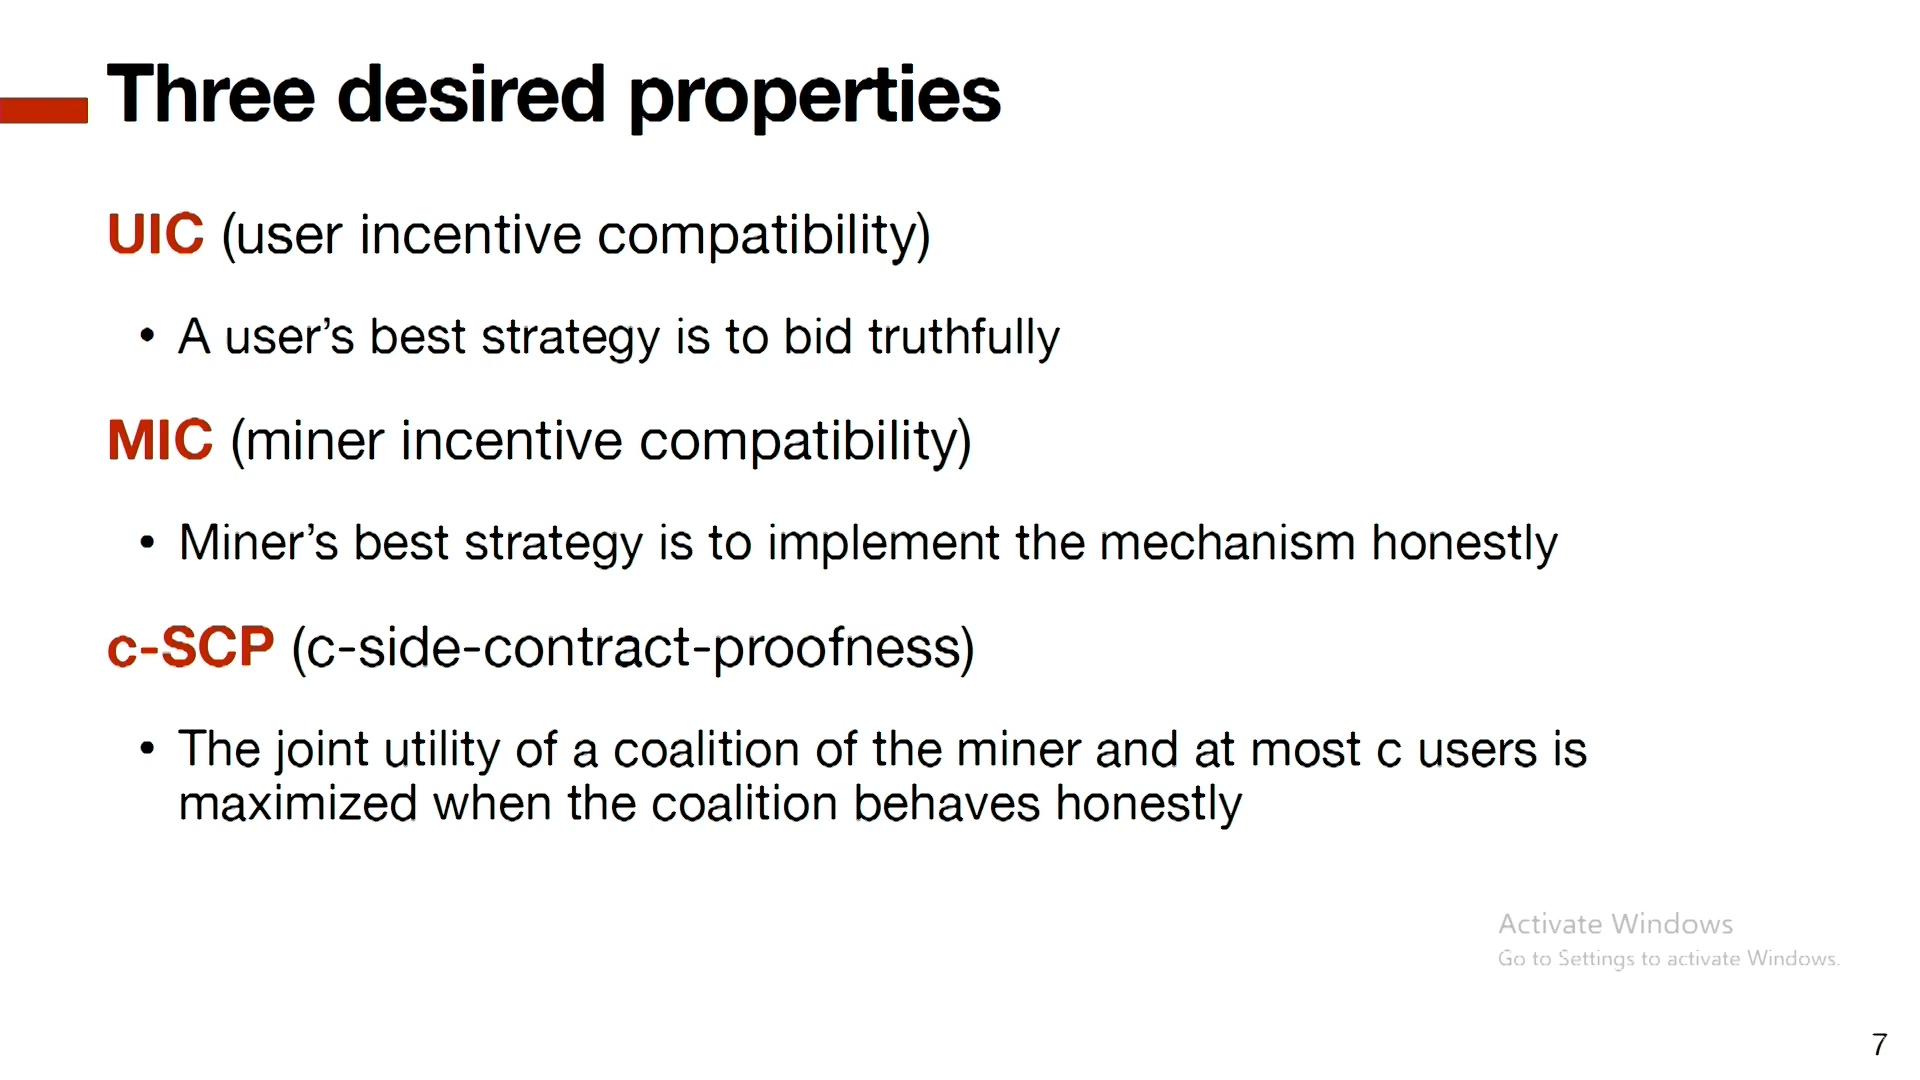 Three desired properties
UIC (user incentive compatibility)
• A user’s best strategy is to bid truthfully
MIC (miner incentive compatibility)
• Miner’s best strategy is to implement the mechanism honestly
c-SCP (c-side-contract-proofness)
• The joint utility of a coalition of the miner and at most c users is
maximized when the coalition behaves honestly
Activate Windows
Go to Settings to activate Windows.
7